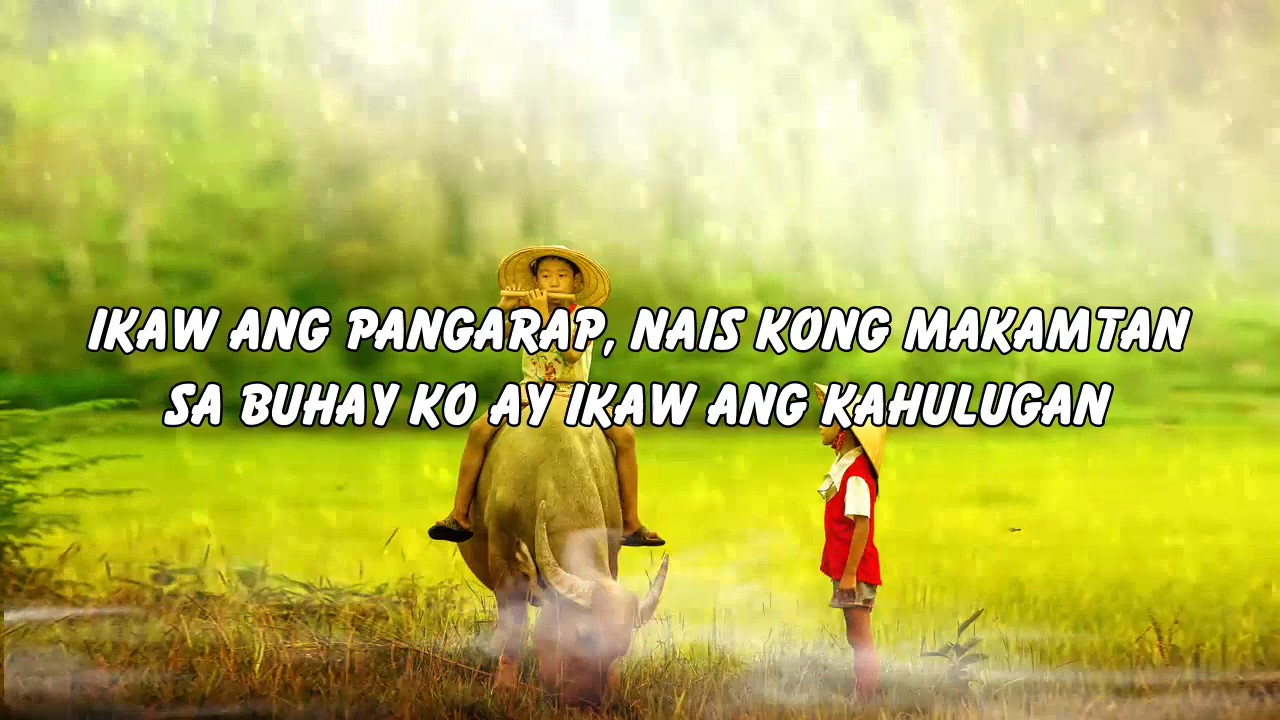 IKAW ANG PANGARAP, NAIS KONG MAKAMTAN
SA BUHAY KO AY IKAW ANG KAHULUGAN